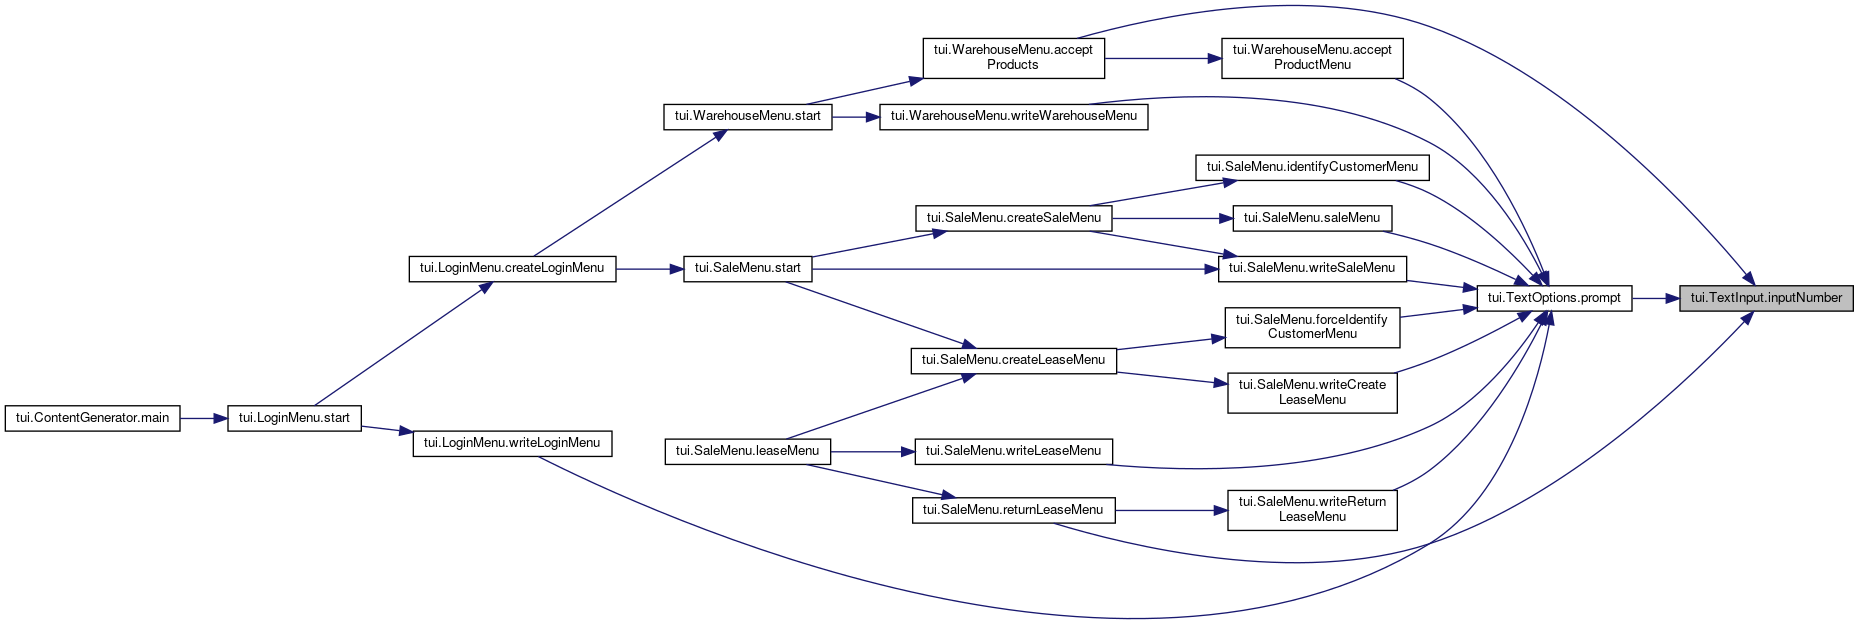 tui.WarehouseMenu.accept
Products
tui.WarehouseMenu.accept
ProductMenu
tui.WarehouseMenu.start
tui.WarehouseMenu.writeWarehouseMenu
tui.SaleMenu.identifyCustomerMenu
tui.SaleMenu.createSaleMenu
tui.SaleMenu.saleMenu
tui.LoginMenu.createLoginMenu
tui.SaleMenu.start
tui.SaleMenu.writeSaleMenu
tui.TextOptions.prompt
tui.TextInput.inputNumber
tui.SaleMenu.forceIdentify
CustomerMenu
tui.SaleMenu.createLeaseMenu
tui.SaleMenu.writeCreate
LeaseMenu
tui.ContentGenerator.main
tui.LoginMenu.start
tui.LoginMenu.writeLoginMenu
tui.SaleMenu.leaseMenu
tui.SaleMenu.writeLeaseMenu
tui.SaleMenu.returnLeaseMenu
tui.SaleMenu.writeReturn
LeaseMenu